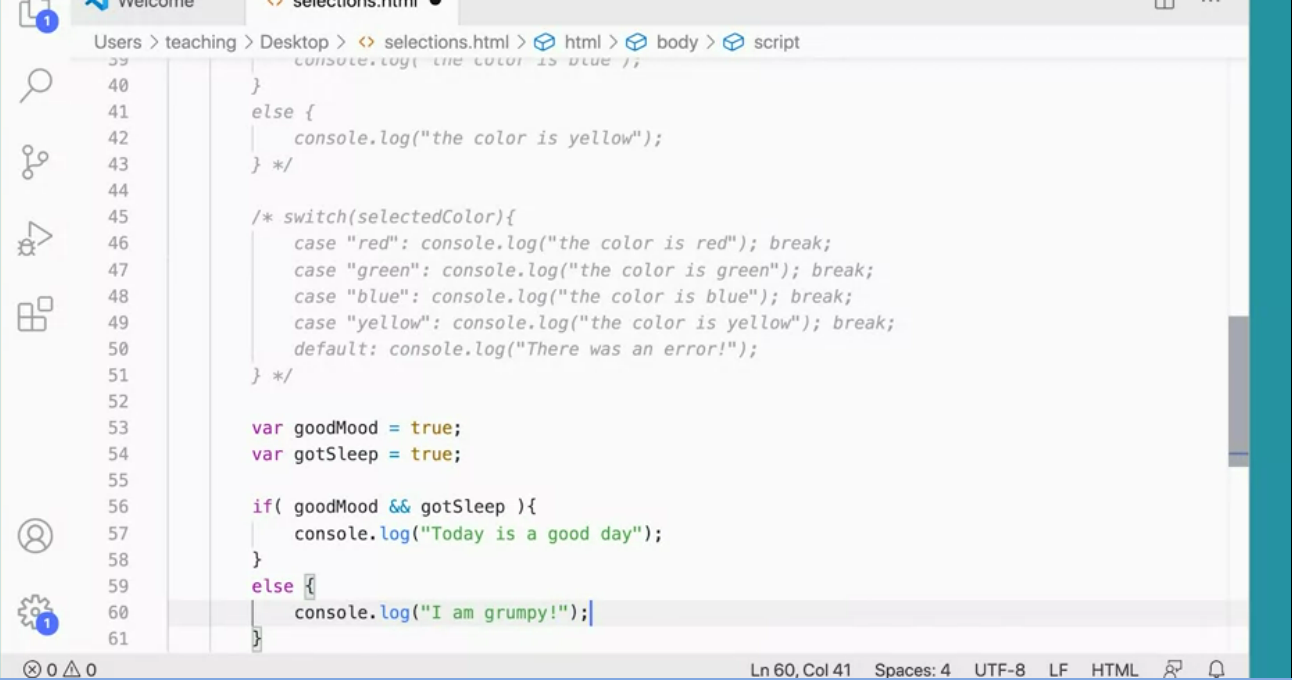 1
Welcome
selections.html
Users > teaching > Desktop > <> selections.html > html > body > script
39 console.log("the color is blue");
40 }
41 else {
42 console.log("the color is yellow");
43 } */
44
45 /* switch(selectedColor){
46 case "red": console.log("the color is red"); break;
47 case "green": console.log("the color is green"); break;
48 case "blue": console.log("the color is blue"); break;
49 case "yellow": console.log("the color is yellow"); break;
50 default: console.log("There was an error!");
51 } */
52
53 var goodMood = true;
54 var gotSleep = true;
55
56 if( goodMood && gotSleep ){
57 console.log("Today is a good day");
58 }
59 else {
60 console.log("I am grumpy!");
61 }
1
0 0 Ln 60, Col 41 Spaces: 4 UTF-8 LF HTML